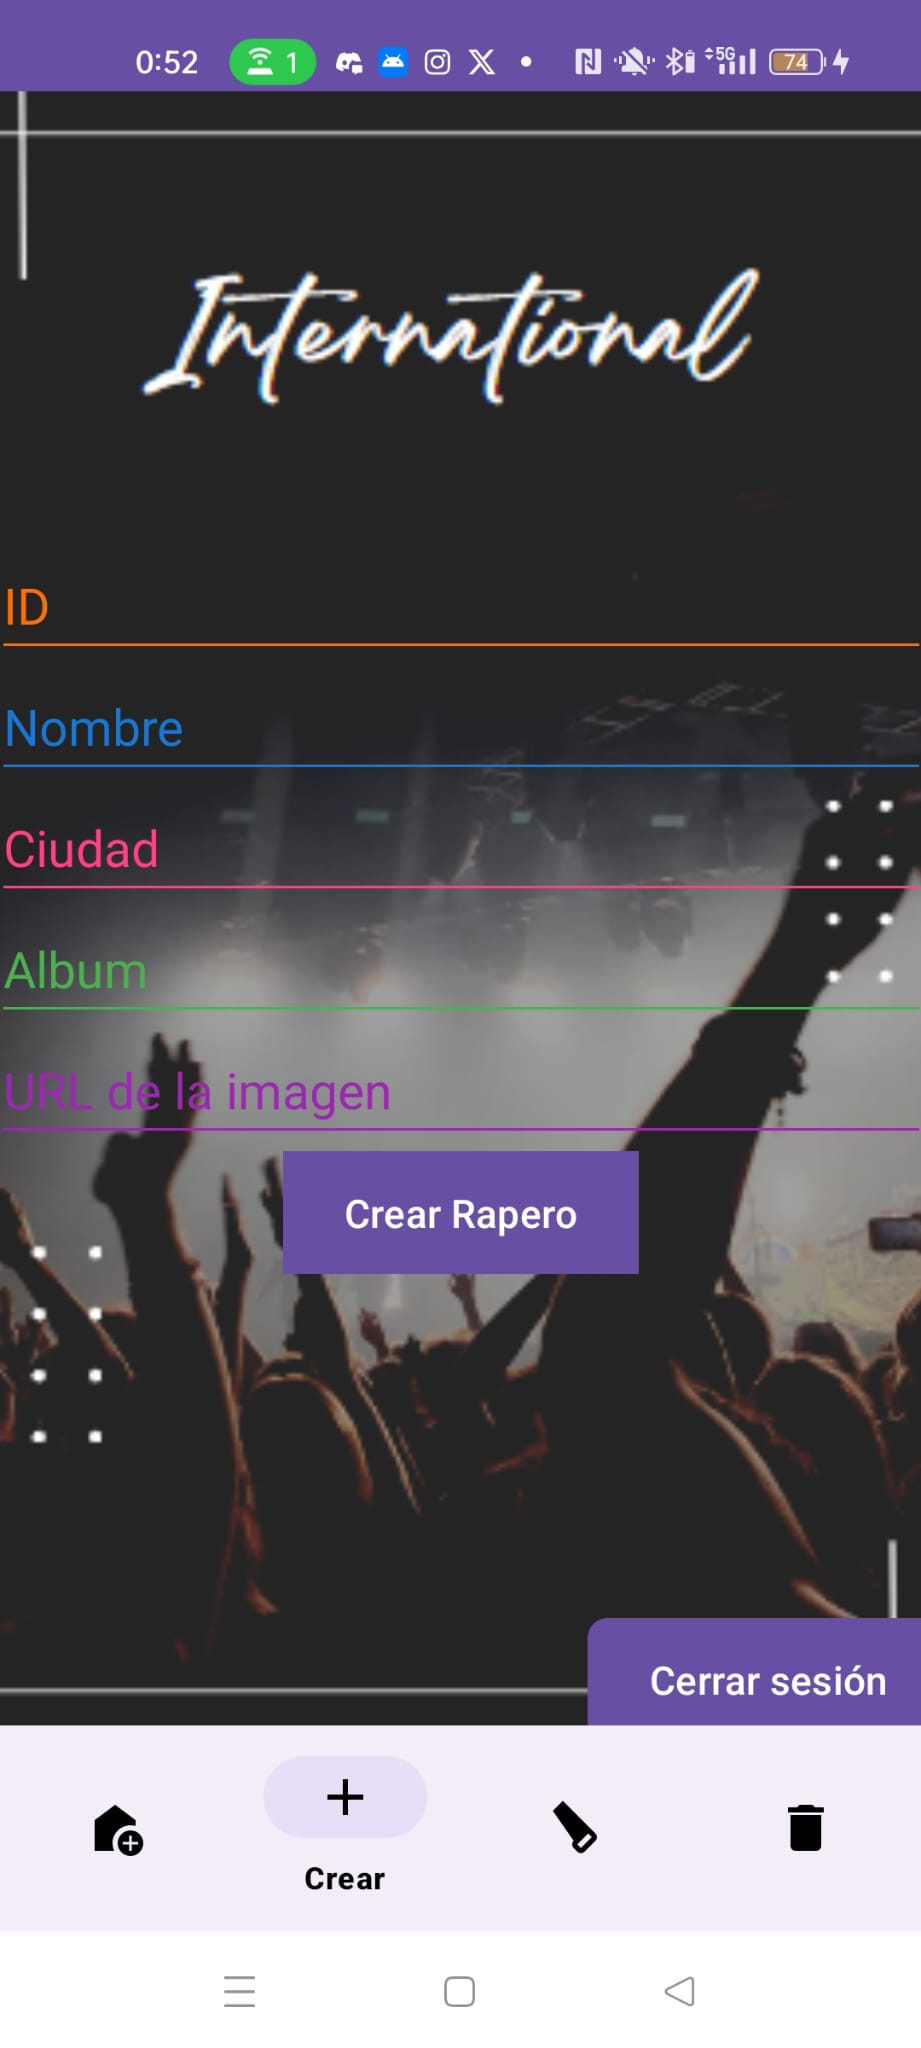 0:52 1 5G 74
International
ID
Nombre
Ciudad
Album
URL de la imagen
Crear Rapero
Cerrar sesión
Crear